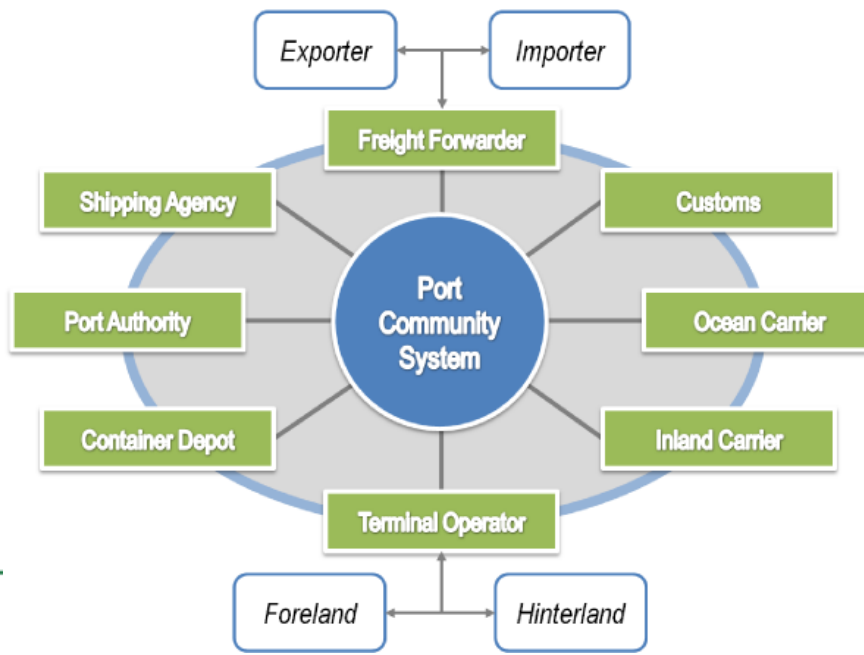 Exporter
Importer
Freight Forwarder
Shipping Agency
Customs
Port
Community
System
Port Authority
Ocean Carrier
Container Depot
Inland Carrier
Terminal Operator
Foreland
Hinterland